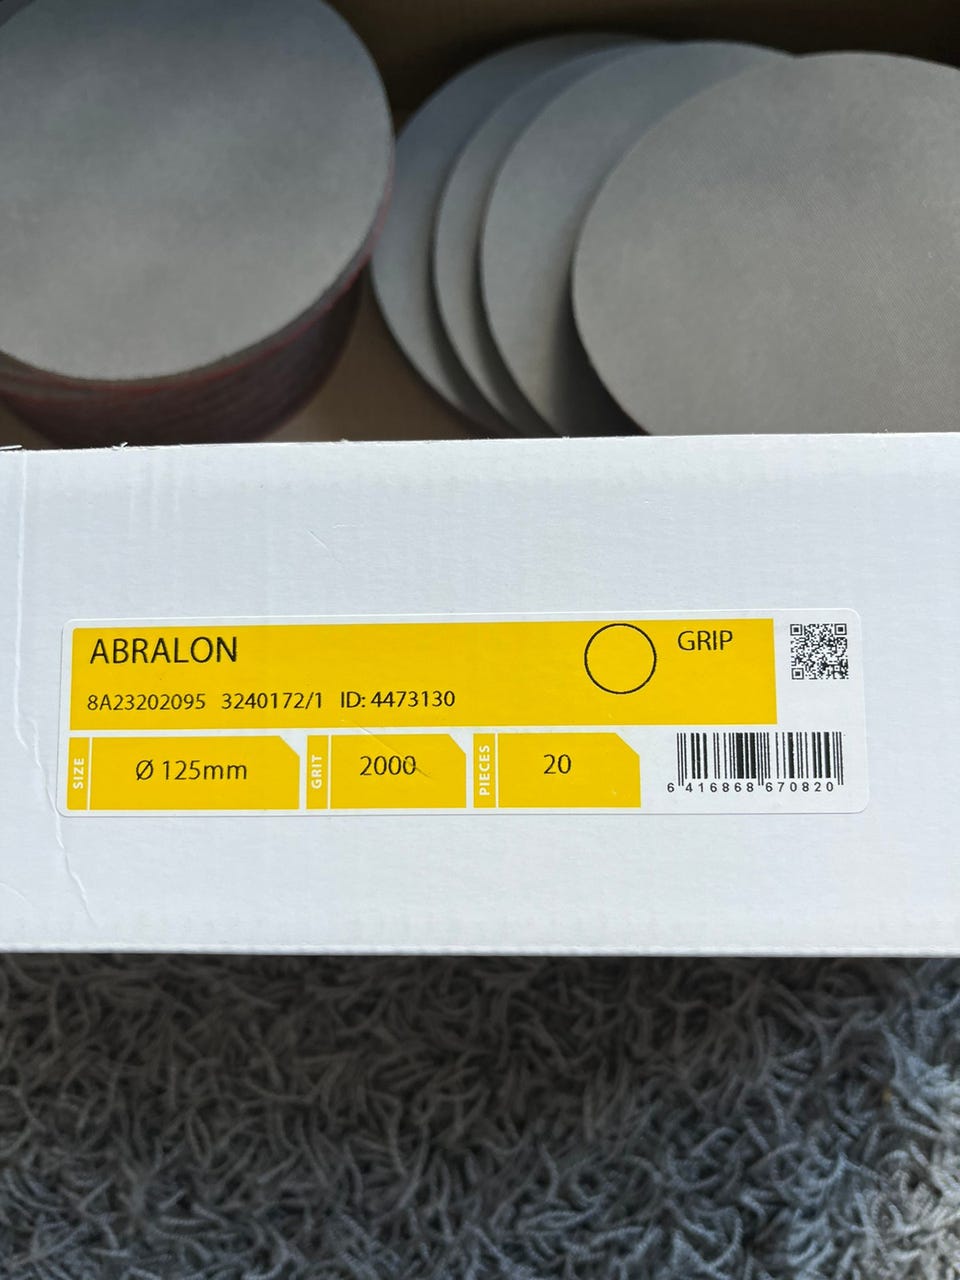 ABRALON
GRIP
8A23202095 3240172/1 ID: 4473130
SIZE Ø 125mm
GRIT 2000
PIECES 20
6 416868 670820